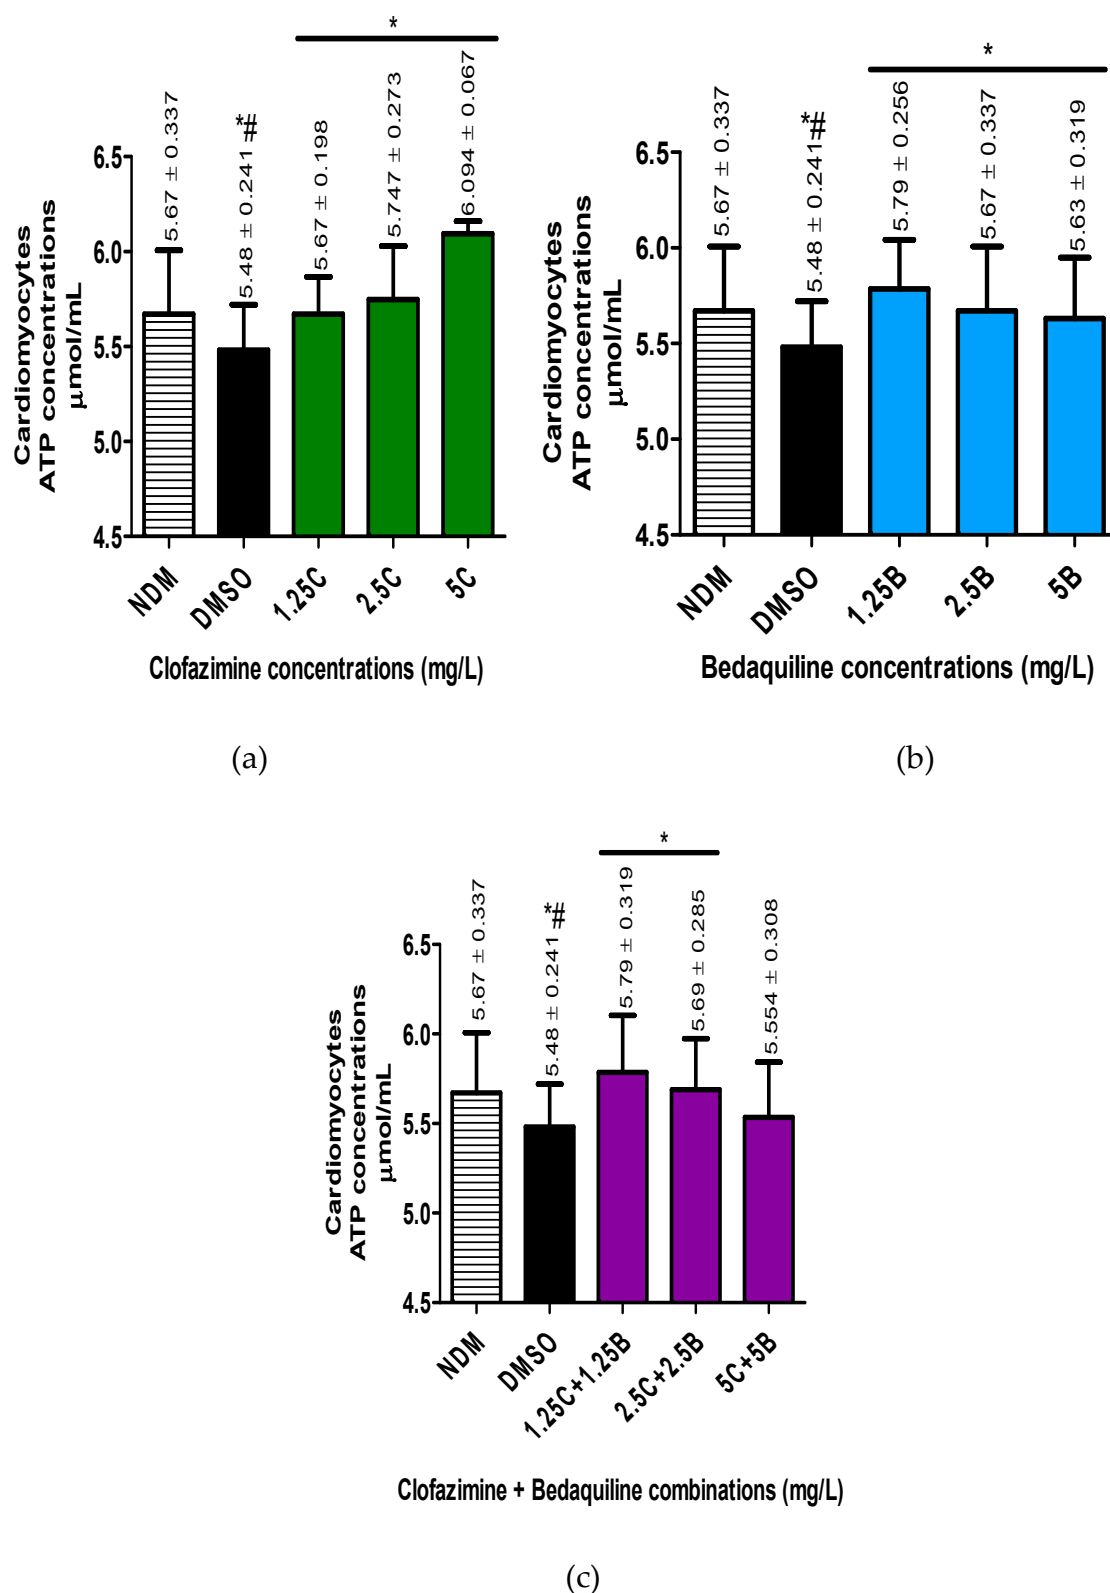 *
5.67 ± 0.337
*#
5.48 ± 0.241
5.67 ± 0.198
5.747 ± 0.273
6.094 ± 0.067
6.5
6.0
5.5
5.0
4.5
Cardiomyocytes
ATP concentrations
µmol/mL
NDM
DMSO
1.25C
2.5C
5C
Clofazimine concentrations (mg/L)
(a)
*
5.67 ± 0.337
*#
5.48 ± 0.241
5.79 ± 0.256
5.67 ± 0.337
5.63 ± 0.319
6.5
6.0
5.5
5.0
4.5
Cardiomyocytes
ATP concentrations
µmol/mL
NDM
DMSO
1.25B
2.5B
5B
Bedaquiline concentrations (mg/L)
(b)
*
5.67 ± 0.337
*#
5.48 ± 0.241
5.79 ± 0.319
5.69 ± 0.285
5.554 ± 0.308
6.5
6.0
5.5
5.0
4.5
Cardiomyocytes
ATP concentrations
µmol/mL
NDM
DMSO
1.25C+1.25B
2.5C+2.5B
5C+5B
Clofazimine + Bedaquiline combinations (mg/L)
(c)